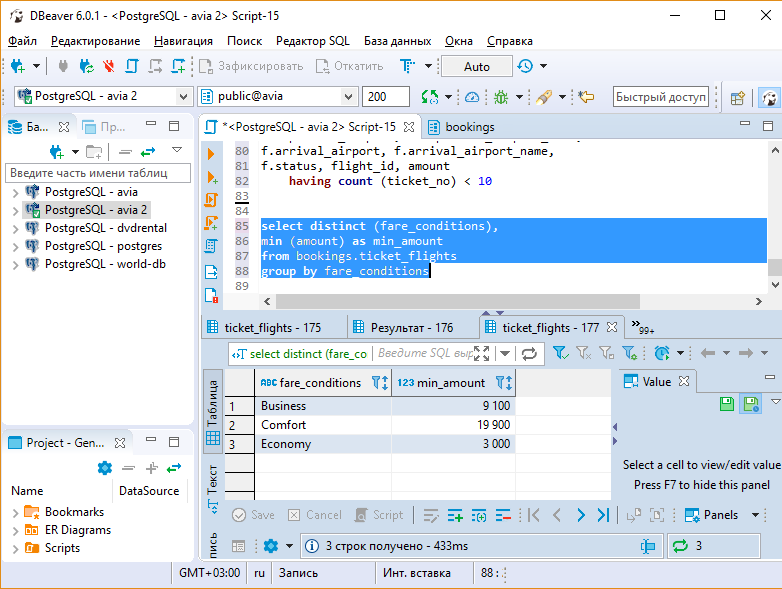 DBeaver 6.0.1 - <PostgreSQL - avia 2> Script-15
Файл Редактирование Навигация Поиск Редактор SQL База данных Окна Справка
Зафиксировать Откатить Auto
PostgreSQL - avia 2 public@avia 200 Быстрый доступ
Ба... Пр...
Введите часть имени таблиц
PostgreSQL - avia
PostgreSQL - avia 2
PostgreSQL - dvdrental
PostgreSQL - postgres
PostgreSQL - world-db
Project - Gen...
Name DataSource
Bookmarks
ER Diagrams
Scripts
*<PostgreSQL - avia 2> Script-15 bookings
80 f.arrival_airport, f.arrival_airport_name,
81 f.status, flight_id, amount
82 having count (ticket_no) < 10
83
84
85 select distinct (fare_conditions),
86 min (amount) as min_amount
87 from bookings.ticket_flights
88 group by fare_conditions
89
ticket_flights - 175 Результат - 176 ticket_flights - 177 »99+
select distinct (fare_co Введите SQL выр
Таблица
Текст
пись
ABC fare_conditions 123 min_amount
1 Business 9 100
2 Comfort 19 900
3 Economy 3 000
Value
Select a cell to view/edit value
Press F7 to hide this panel
Save Cancel Script Panels
3 строк получено - 433ms 3
GMT+03:00 ru Запись Инт. вставка 88 :